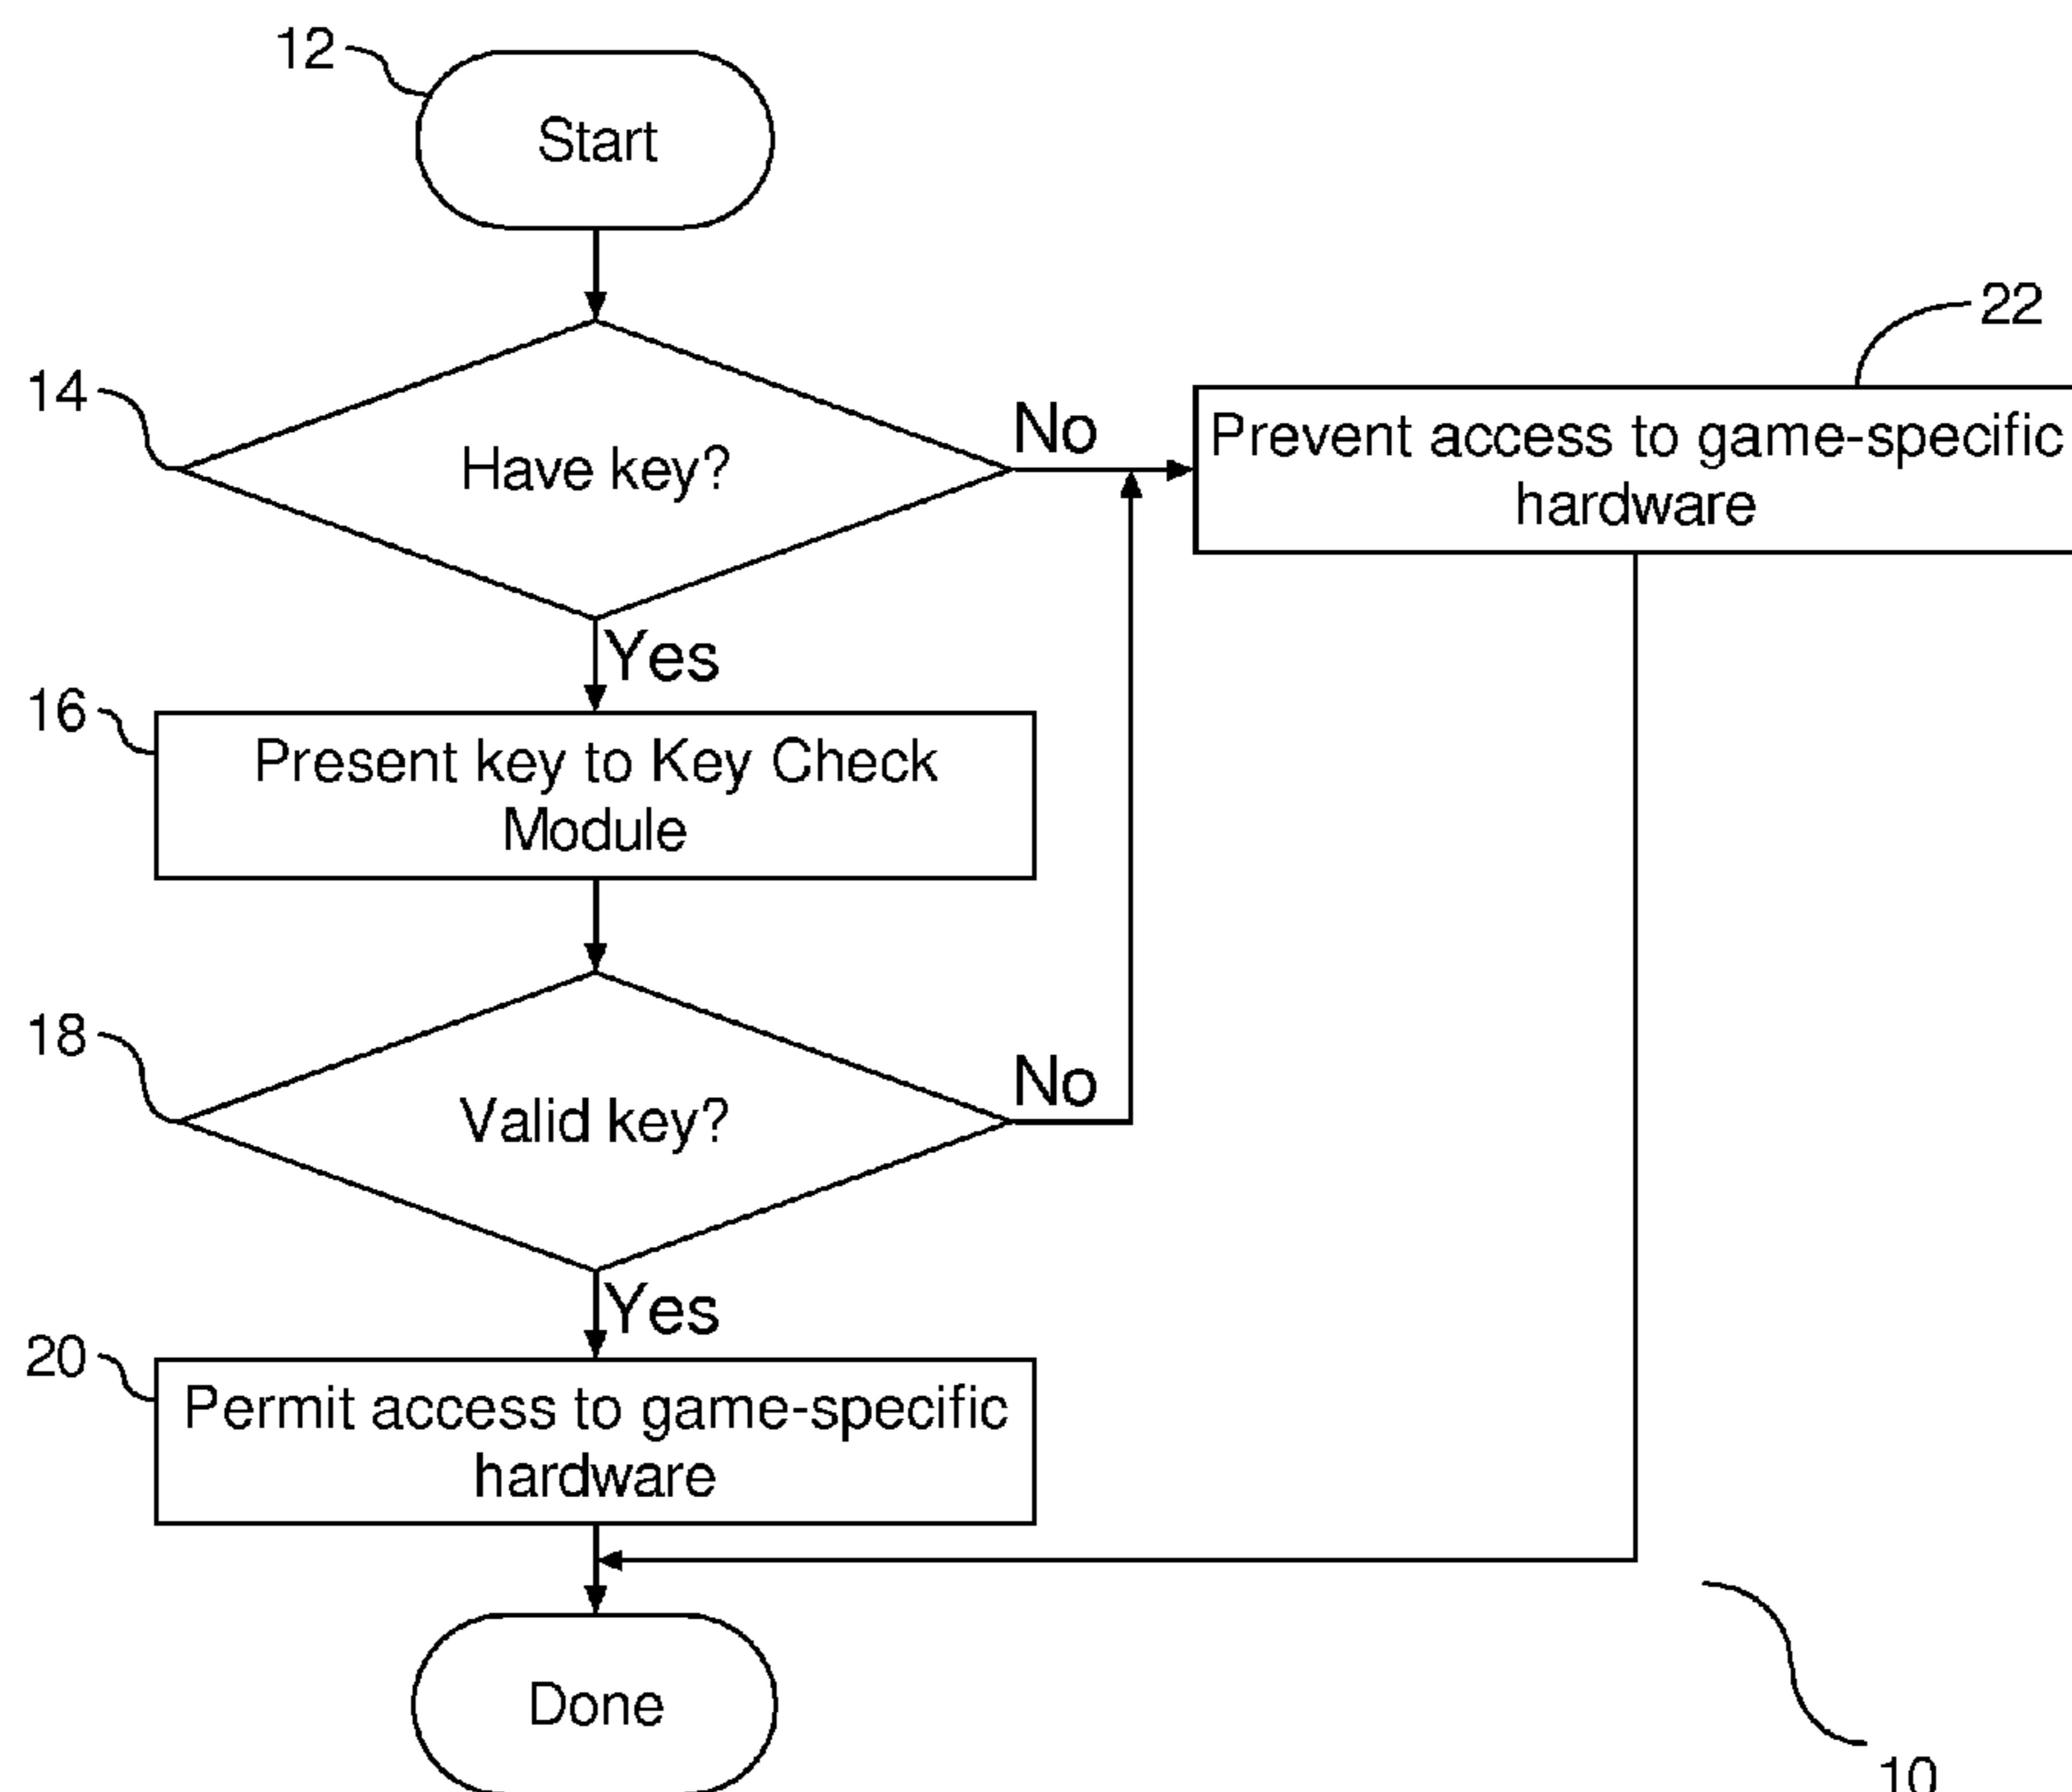 12
Start
22
14
Have key?
No
Prevent access to game-specific
hardware
Yes
16
Present key to Key Check
Module
18
Valid key?
No
Yes
20
Permit access to game-specific
hardware
Done
10